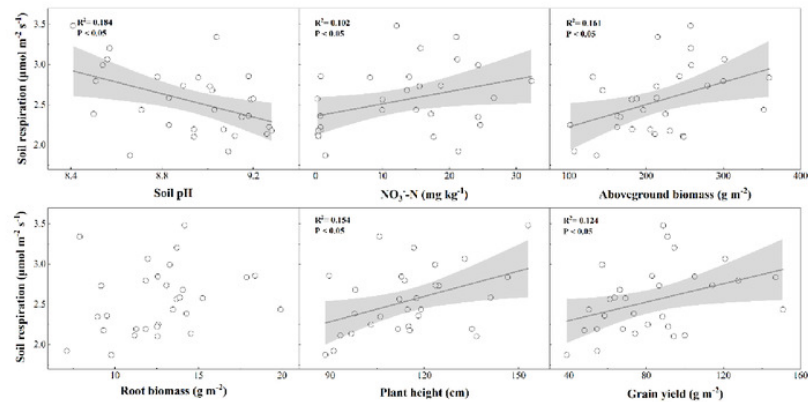 R² = 0.184
P < 0.05
R² = 0.102
P < 0.05
R² = 0.161
P < 0.05
Soil respiration (μmol m⁻² s⁻¹)
3.5
3.0
2.5
2.0
8.4 8.8 9.2
0 10 20 30
100 200 300 400
Soil pH
NO₃⁻-N (mg kg⁻¹)
Aboveground biomass (g m⁻²)
R² = 0.154
P < 0.05
R² = 0.124
P < 0.05
Soil respiration (μmol m⁻² s⁻¹)
3.5
3.0
2.5
2.0
10 15 20
90 120 150
40 80 120 160
Root biomass (g m⁻²)
Plant height (cm)
Grain yield (g m⁻²)